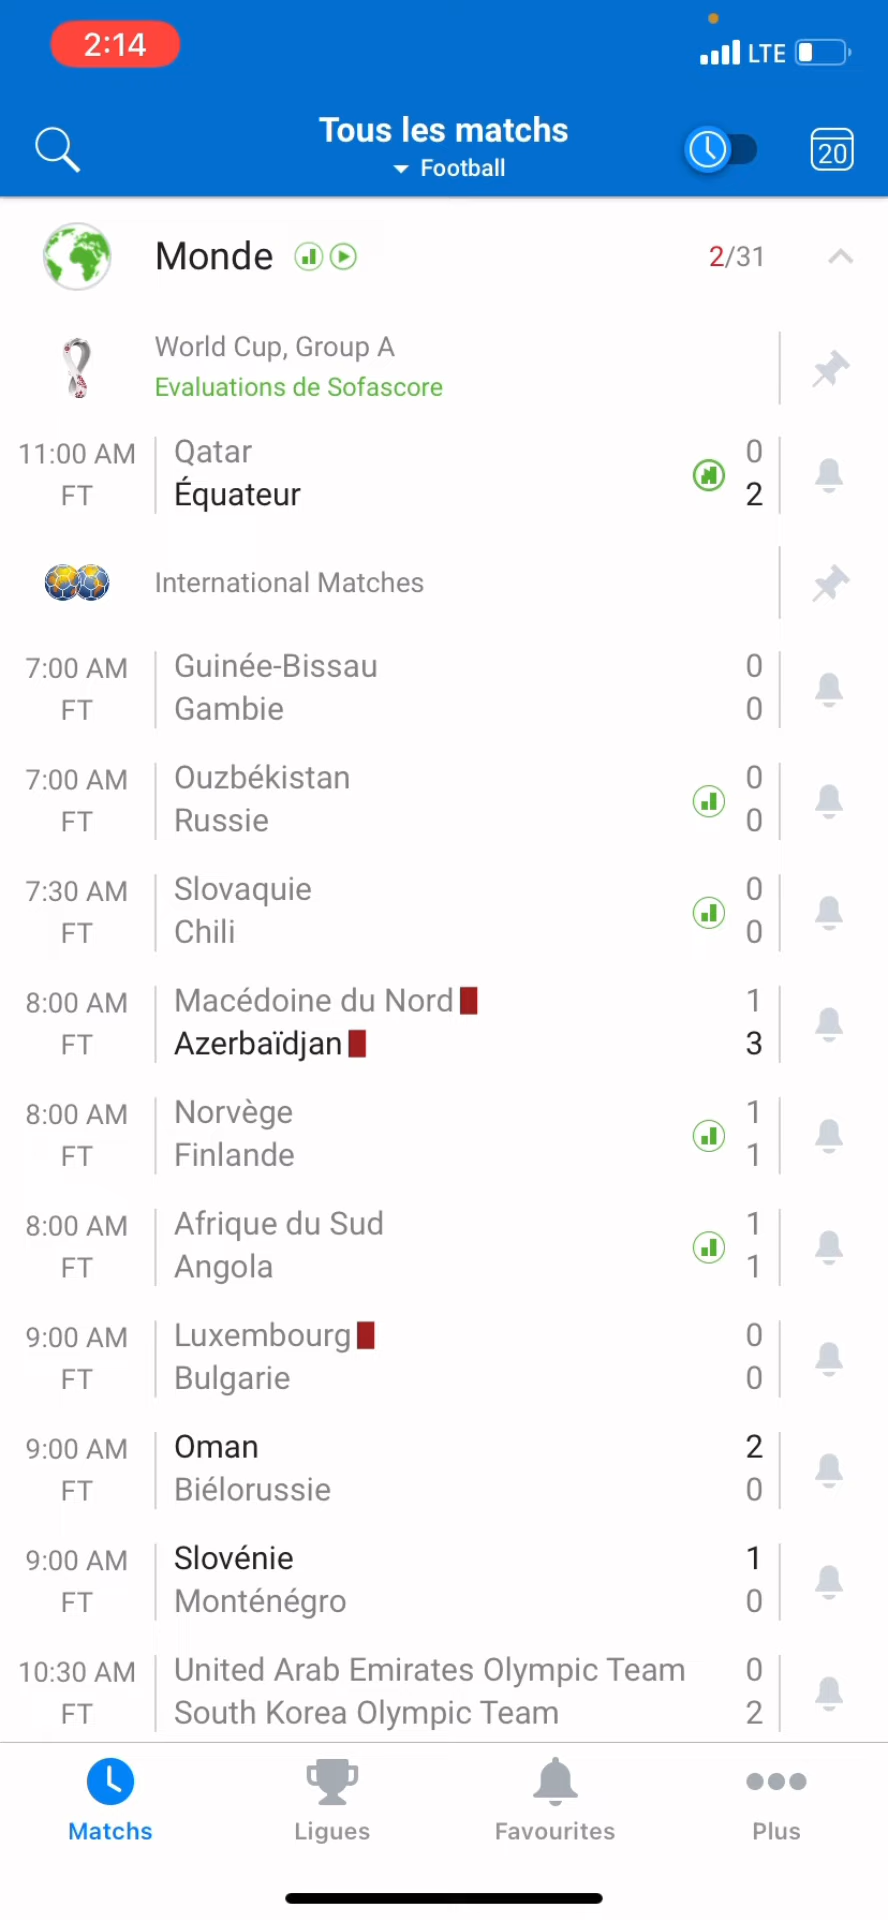 2:14
LTE
Tous les matchs
Football
20
Monde
2/31
World Cup, Group A
Evaluations de Sofascore
11:00 AM Qatar 0
FT Équateur 2
International Matches
7:00 AM Guinée-Bissau 0
FT Gambie 0
7:00 AM Ouzbékistan 0
FT Russie 0
7:30 AM Slovaquie 0
FT Chili 0
8:00 AM Macédoine du Nord 1
FT Azerbaïdjan 3
8:00 AM Norvège 1
FT Finlande 1
8:00 AM Afrique du Sud 1
FT Angola 1
9:00 AM Luxembourg 0
FT Bulgarie 0
9:00 AM Oman 2
FT Biélorussie 0
9:00 AM Slovénie 1
FT Monténégro 0
10:30 AM United Arab Emirates Olympic Team 0
FT South Korea Olympic Team 2
Matchs Ligues Favourites Plus